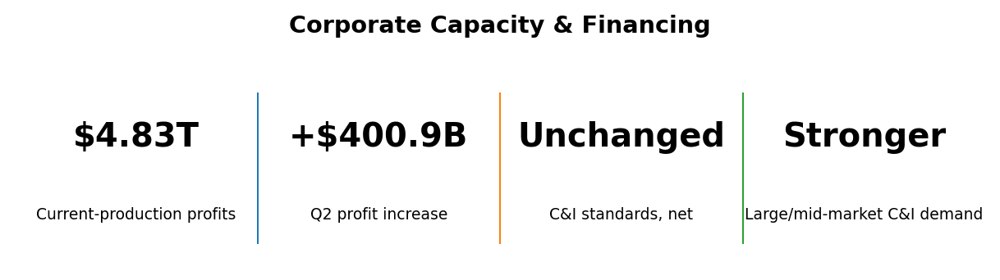 Corporate Capacity & Financing
$4.83T
Current-production profits
+$400.9B
Q2 profit increase
Unchanged
C&I standards, net
Stronger
Large/mid-market C&I demand